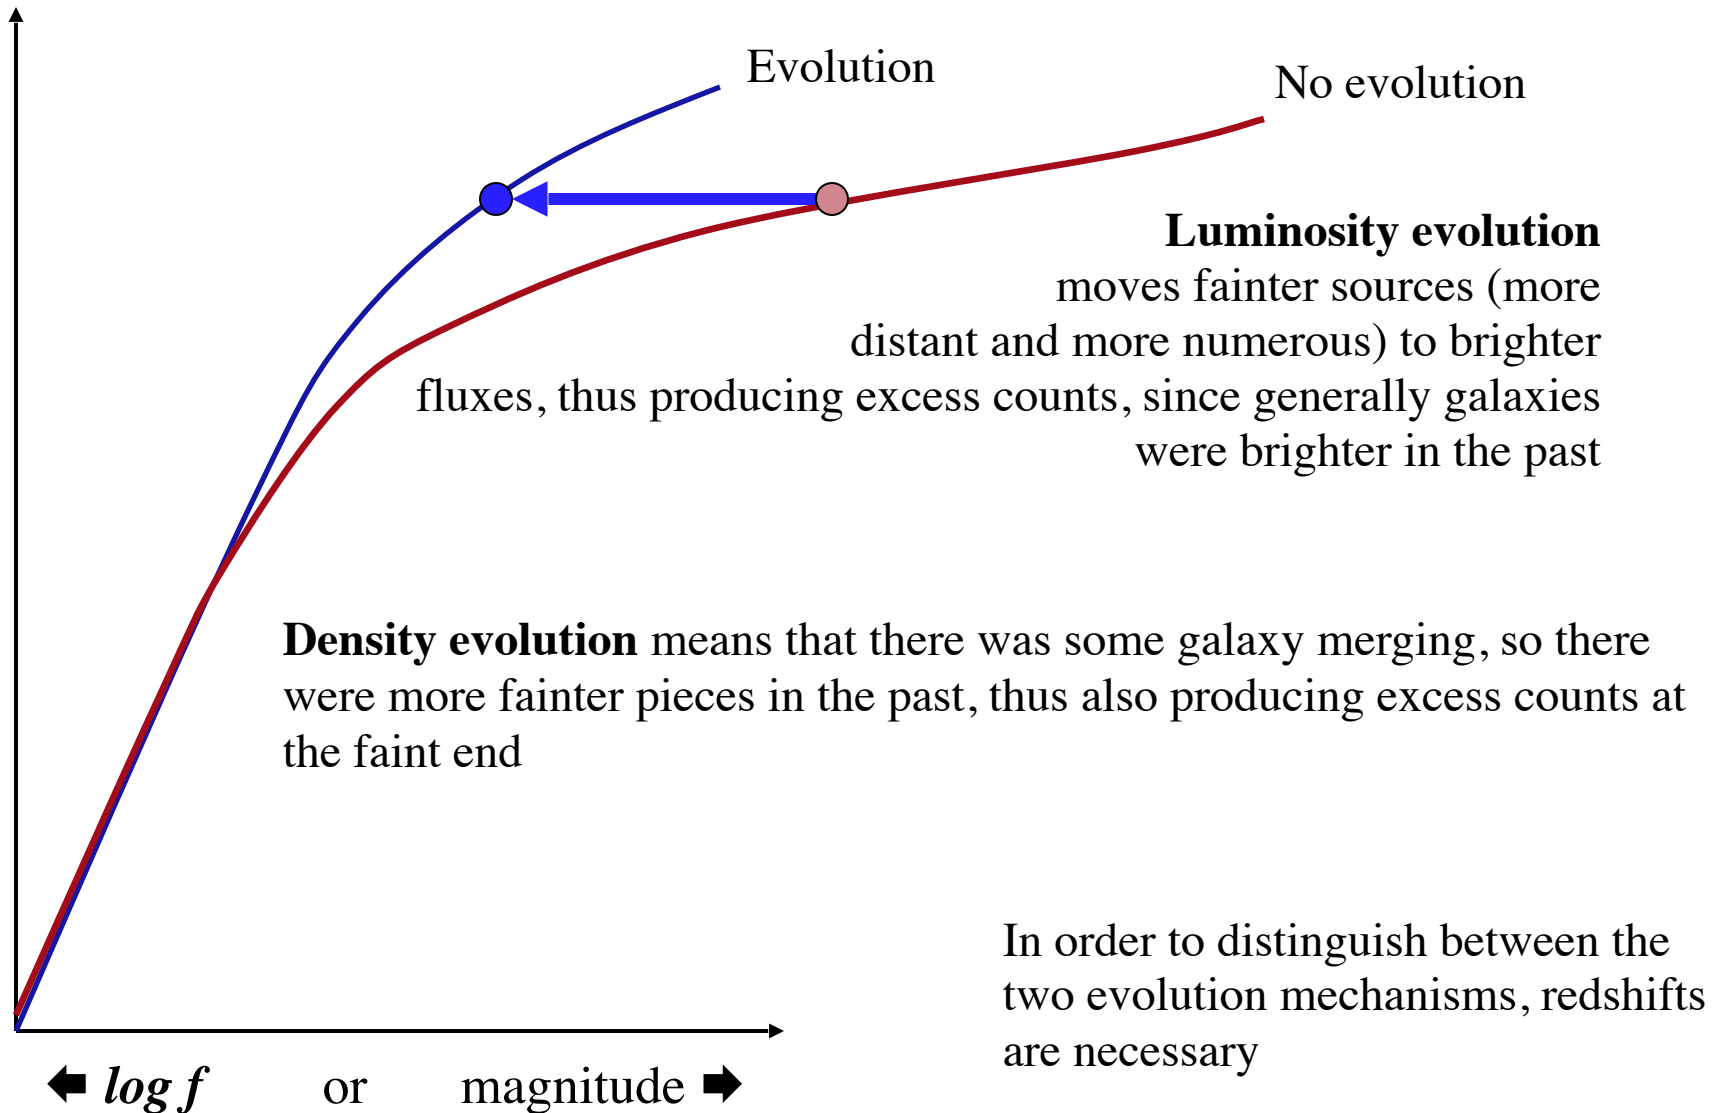 Evolution
No evolution
Luminosity evolution
moves fainter sources (more
distant and more numerous) to brighter
fluxes, thus producing excess counts, since generally galaxies
were brighter in the past
Density evolution means that there was some galaxy merging, so there
were more fainter pieces in the past, thus also producing excess counts at
the faint end
In order to distinguish between the
two evolution mechanisms, redshifts
are necessary
log f or magnitude